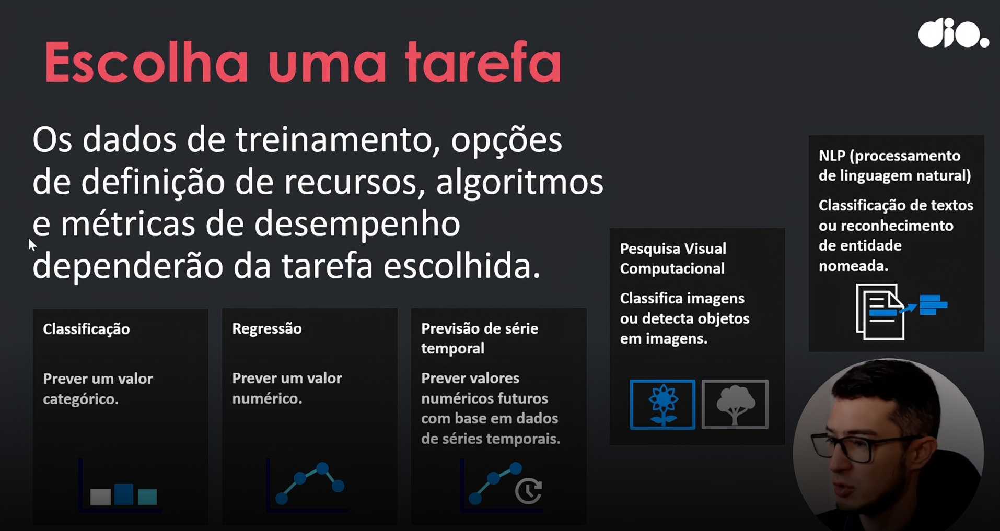 dio.
Escolha uma tarefa
Os dados de treinamento, opções
de definição de recursos, algoritmos
e métricas de desempenho
dependerão da tarefa escolhida.
Classificação
Prever um valor
categórico.
Regressão
Prever um valor
numérico.
Previsão de série
temporal
Prever valores
numéricos futuros
com base em dados
de séries temporais.
Pesquisa Visual
Computacional
Classifica imagens
ou detecta objetos
em imagens.
NLP (processamento
de linguagem natural)
Classificação de textos
ou reconhecimento
de entidade
nomeada.